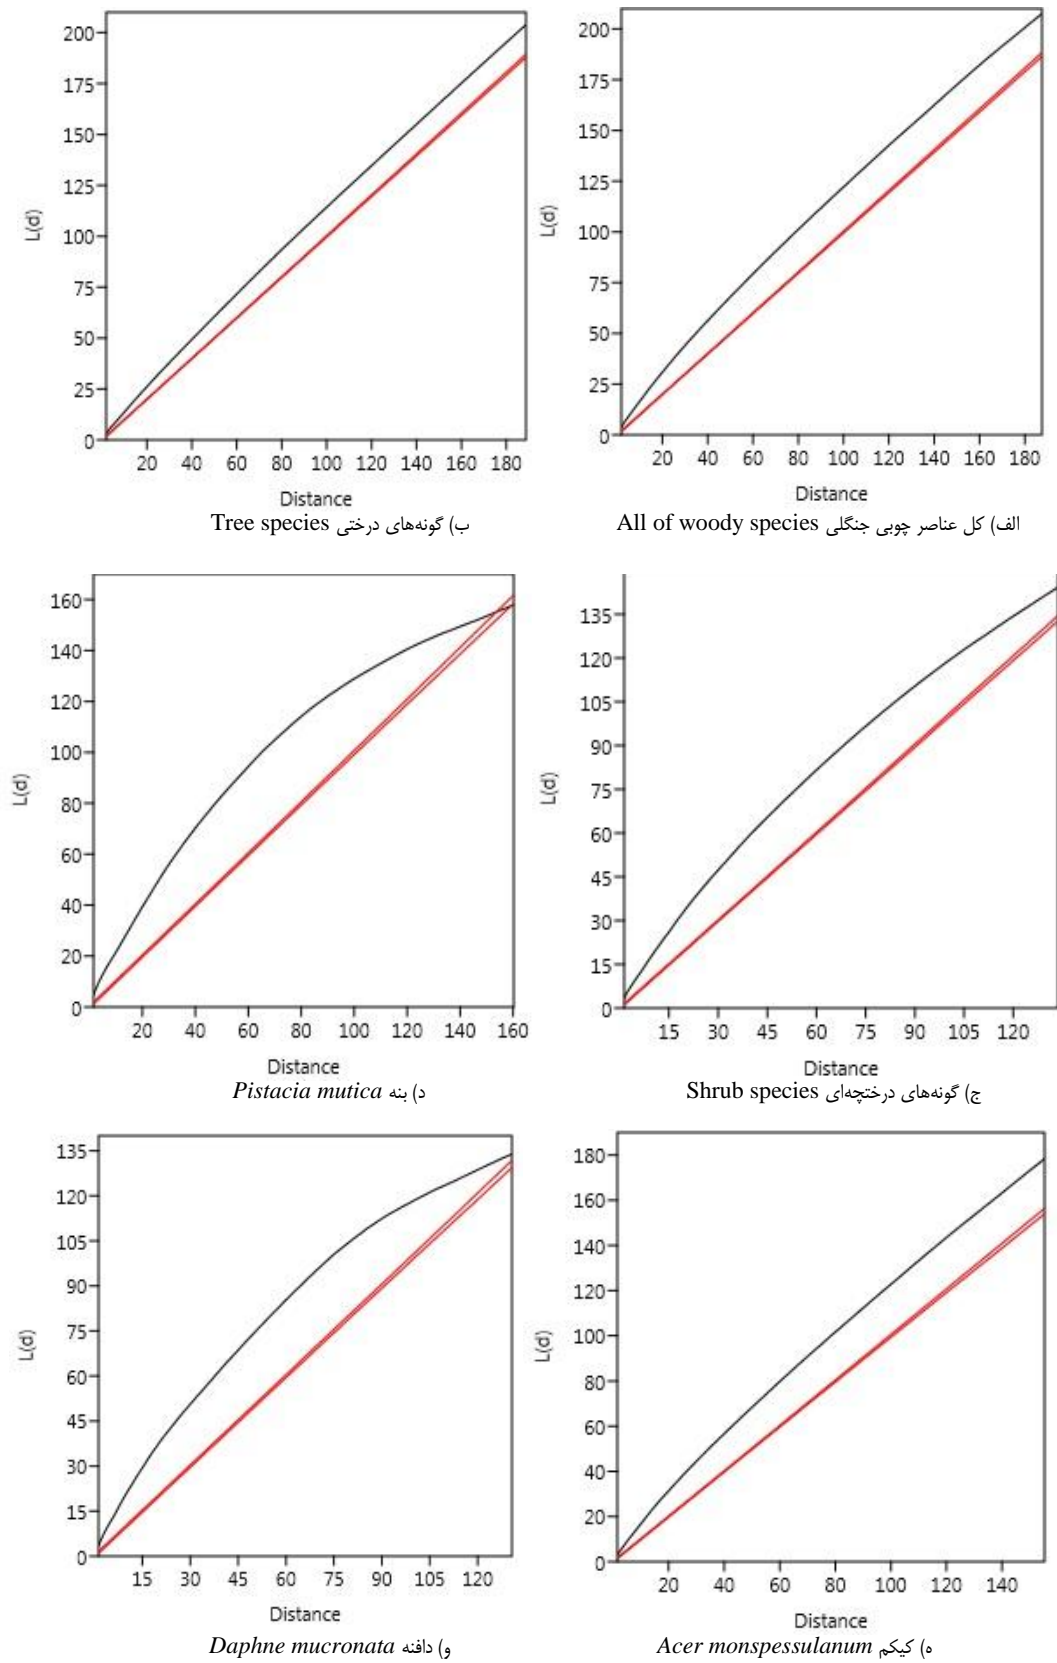 200
175
150
125
100
75
50
25
0
L(d)
20 40 60 80 100 120 140 160 180
Distance
ب) گونه‌های درختی Tree species
200
175
150
125
100
75
50
25
0
L(d)
20 40 60 80 100 120 140 160 180
Distance
الف) کل عناصر چوبی جنگلی All of woody species
160
140
120
100
80
60
40
20
0
L(d)
20 40 60 80 100 120 140 160
Distance
د) بنه Pistacia mutica
135
120
105
90
75
60
45
30
15
0
L(d)
15 30 45 60 75 90 105 120
Distance
ج) گونه‌های درختچه‌ای Shrub species
135
120
105
90
75
60
45
30
15
0
L(d)
15 30 45 60 75 90 105 120
Distance
و) دافنه Daphne mucronata
180
160
140
120
100
80
60
40
20
0
L(d)
20 40 60 80 100 120 140
Distance
ه) کیکم Acer monspessulanum